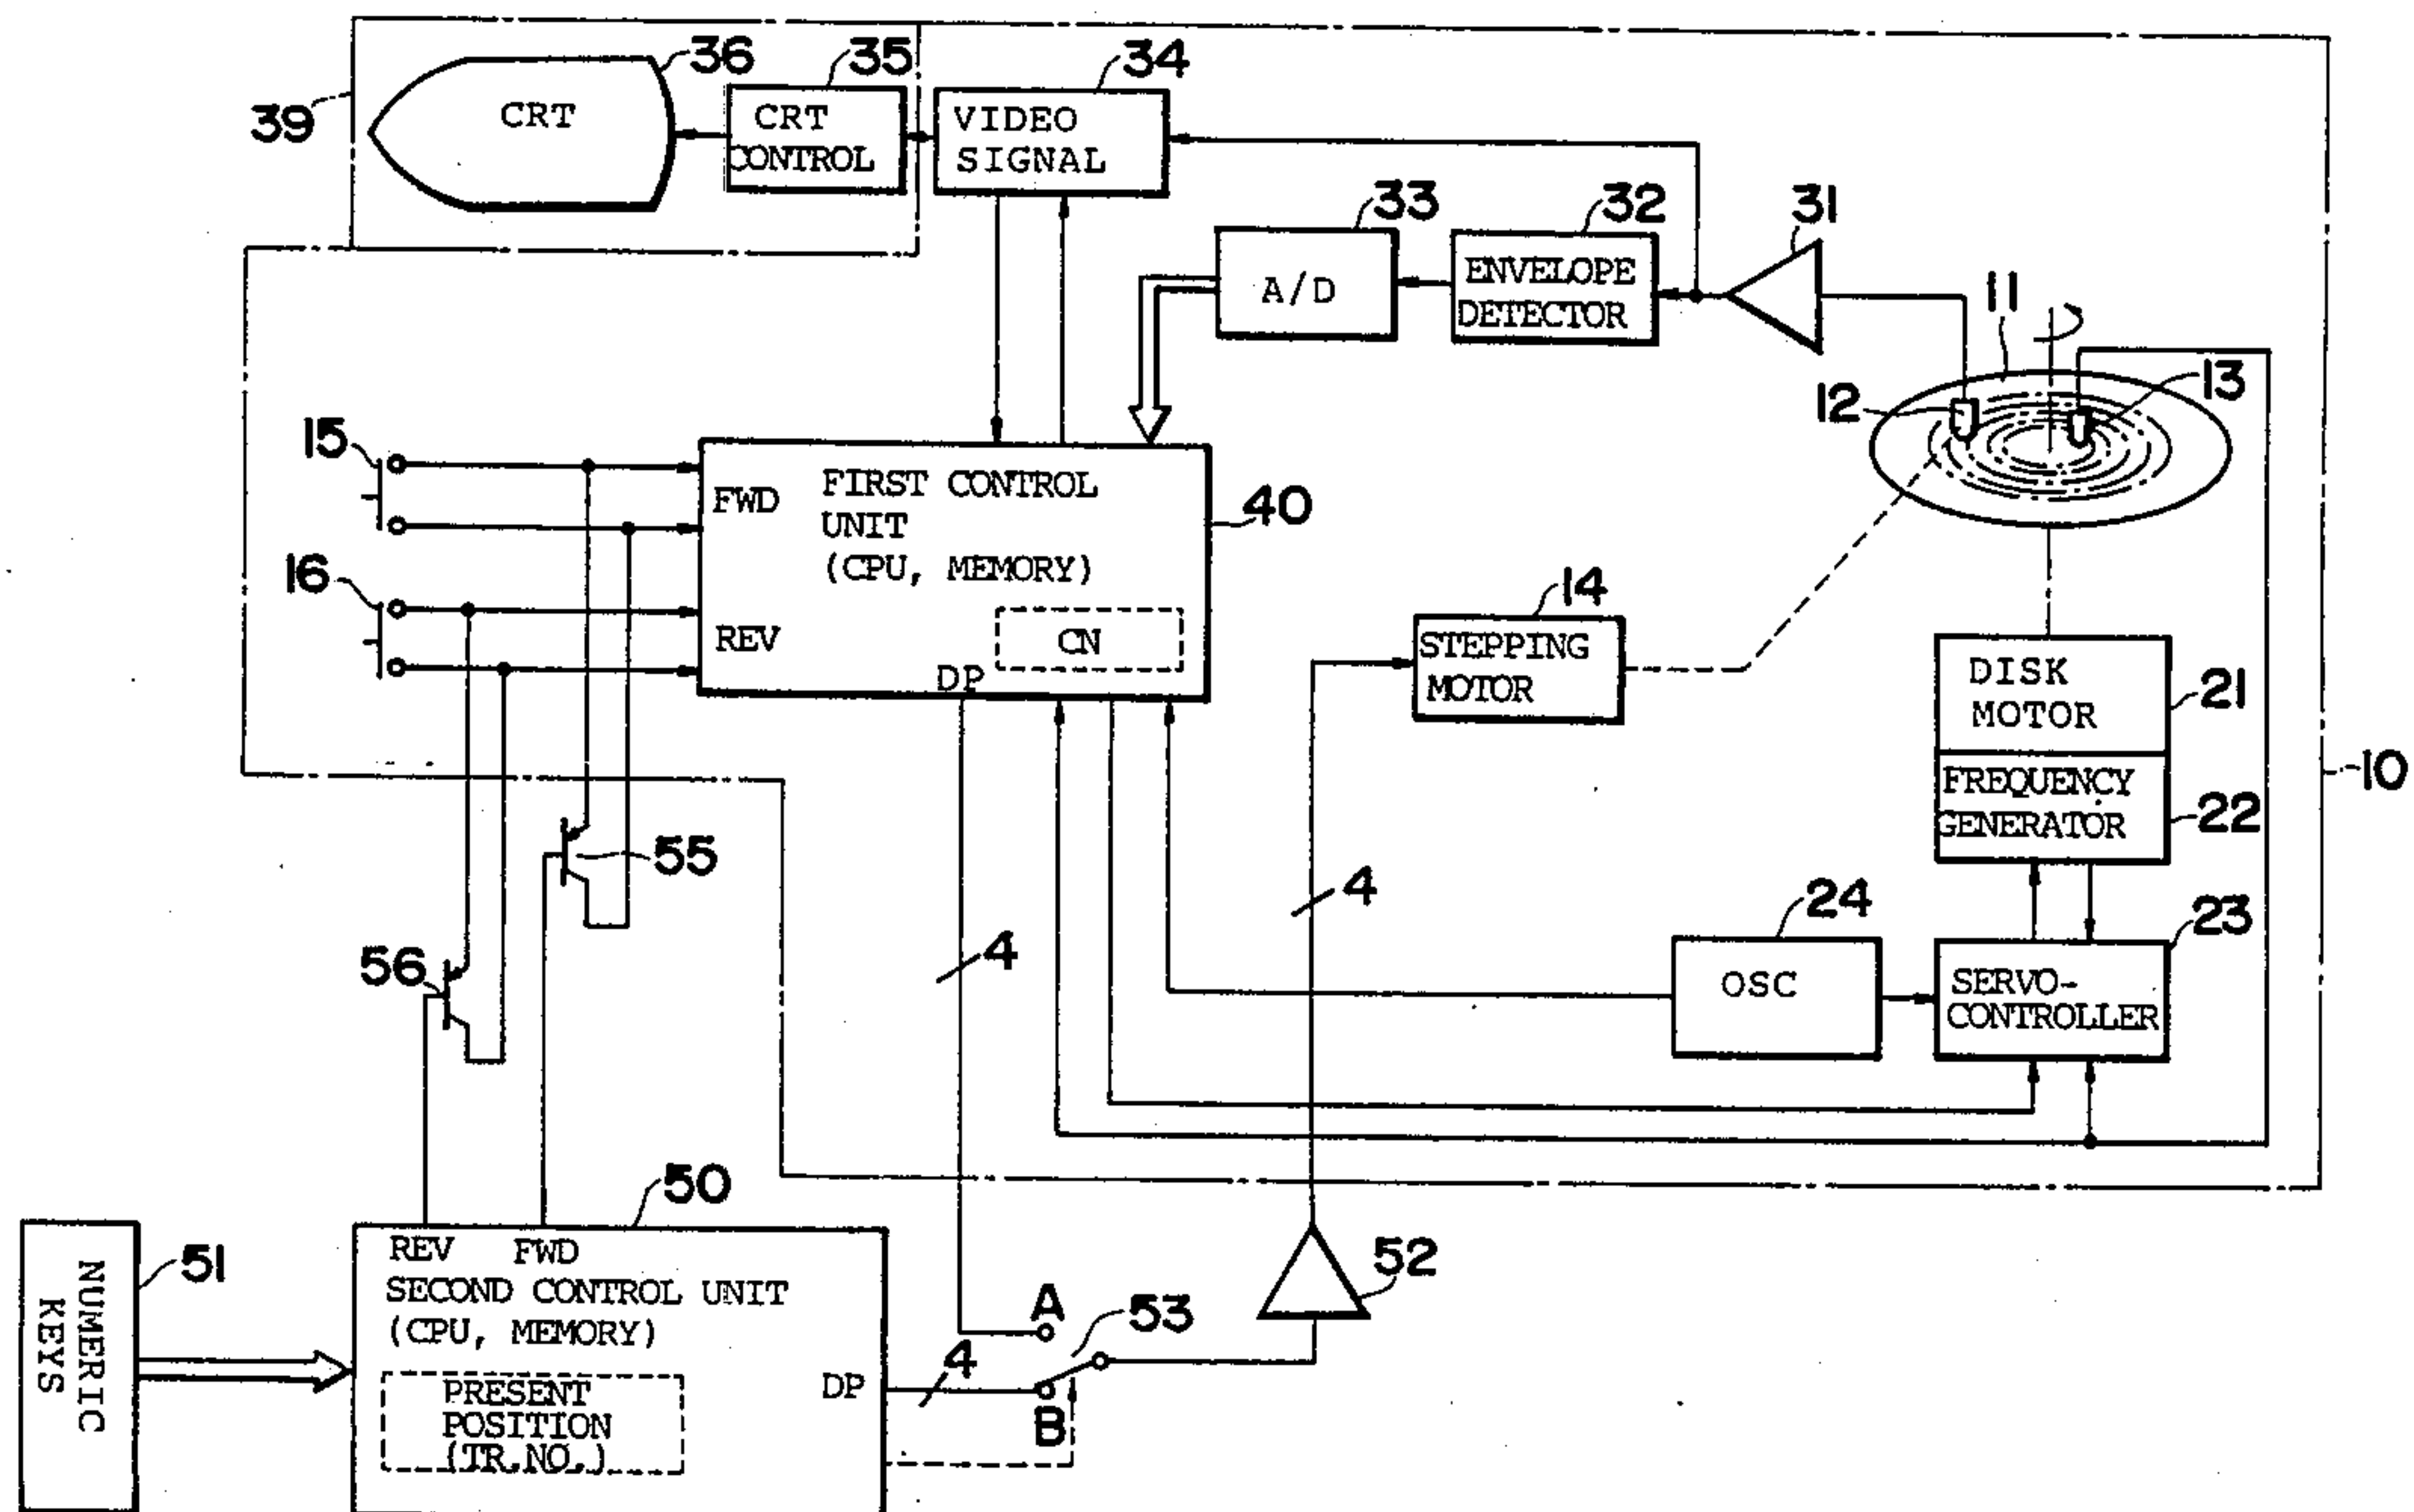 36
35
34
CRT
CRT
CONTROL
VIDEO
SIGNAL
39
33
32
31
A/D
ENVELOPE
DETECTOR
11
12
13
15
FWD
FIRST CONTROL
UNIT
(CPU, MEMORY)
40
16
REV
CN
DP
14
STEPPING
MOTOR
DISK
MOTOR
21
10
FREQUENCY
GENERATOR
22
55
4
24
23
56
4
OSC
SERVO-
CONTROLLER
50
51
NUMERIC
KEYS
REV FWD
SECOND CONTROL UNIT
(CPU, MEMORY)
PRESENT
POSITION
(TR.NO.)
DP
4
A
B
53
52